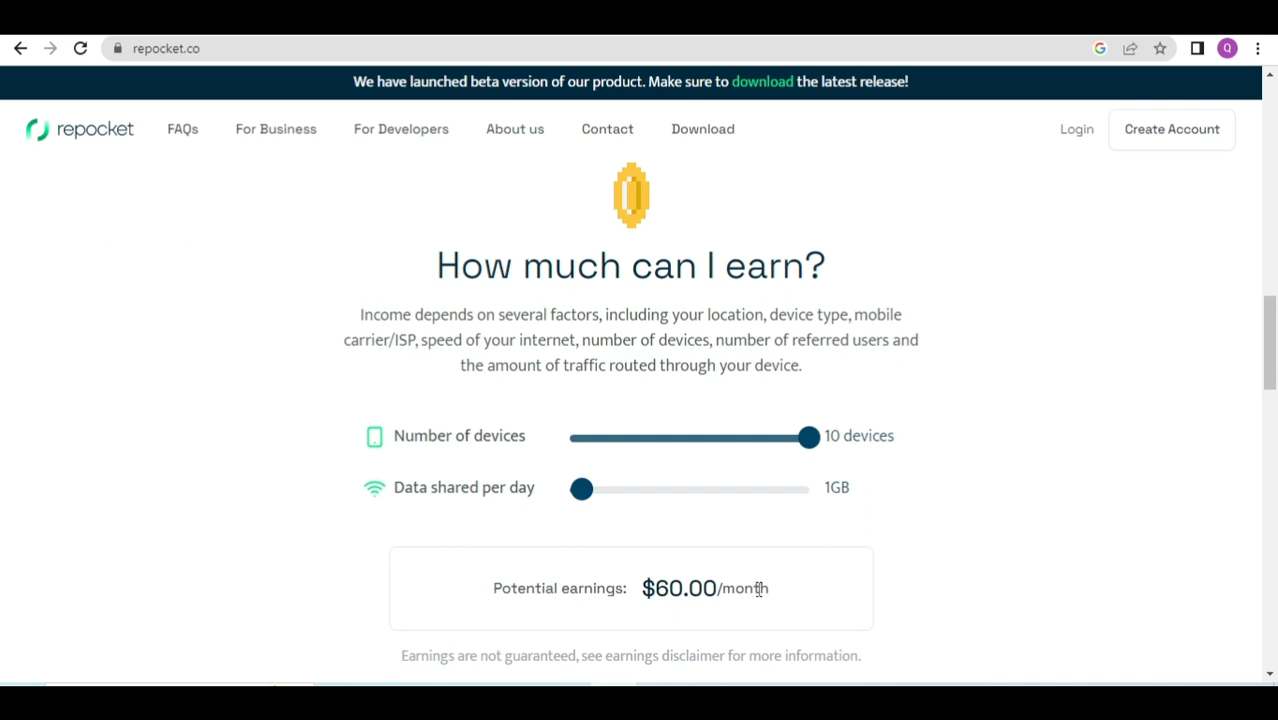 repocket.co
Q
We have launched beta version of our product. Make sure to download the latest release!
repocket FAQs For Business For Developers About us Contact Download Login Create Account
How much can I earn?
Income depends on several factors, including your location, device type, mobile
carrier/ISP, speed of your internet, number of devices, number of referred users and
the amount of traffic routed through your device.
Number of devices 10 devices
Data shared per day 1GB
Potential earnings: $60.00/month
Earnings are not guaranteed, see earnings disclaimer for more information.